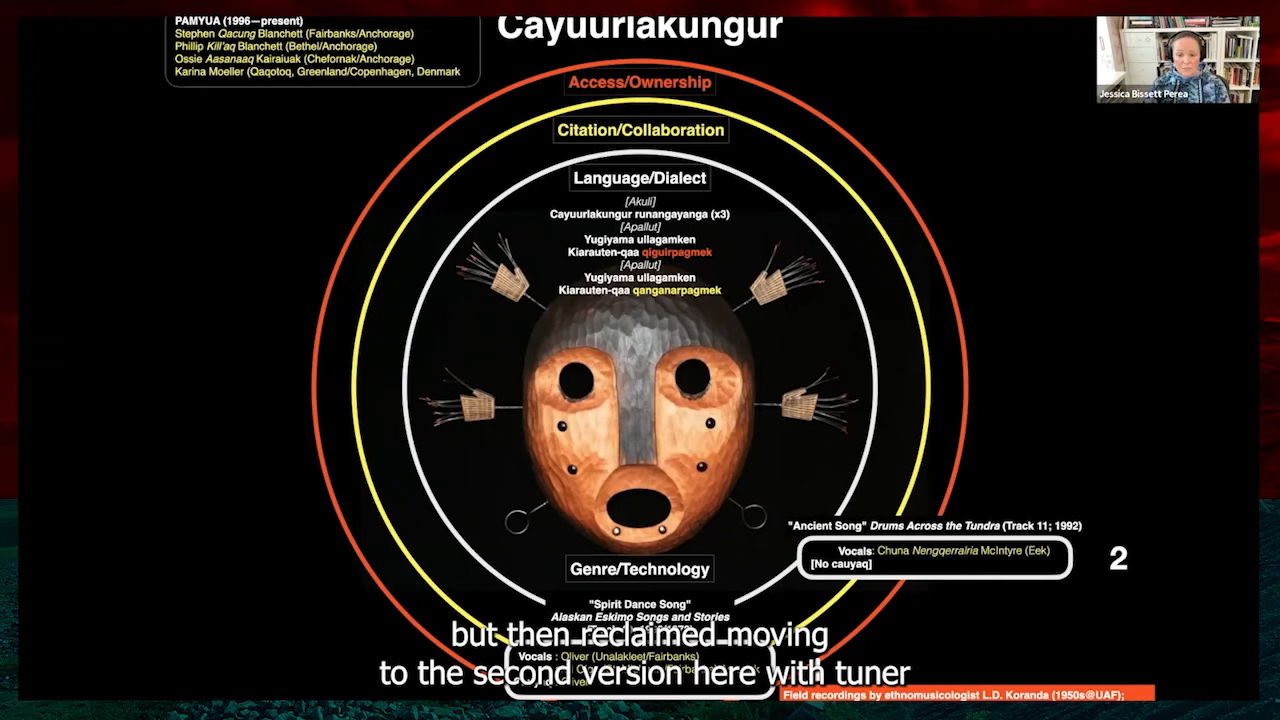 PAMYUA (1996—present)
Stephen Qacung Blanchett (Fairbanks/Anchorage)
Phillip Kill'aq Blanchett (Bethel/Anchorage)
Ossie Aasanaaq Kairaiuak (Chefornak/Anchorage)
Karina Moeller (Qaqotoq, Greenland/Copenhagen, Denmark
Cayuurlakungur
Jessica Bissett Perea
Access/Ownership
Citation/Collaboration
Language/Dialect
[Akuli]
Cayuurlakungur runangayanga (x3)
[Apallut]
Yugiyama ullagamken
Kiarauten-qaa qiguirpagmek
[Apallut]
Yugiyama ullagamken
Kiarauten-qaa qanganarpagmek
"Ancient Song" Drums Across the Tundra (Track 11; 1992)
Vocals: Chuna Nengqerralria McIntyre (Eek)
[No cauyaq]
2
Genre/Technology
"Spirit Dance Song"
Alaskan Eskimo Songs and Stories
but then reclaimed moving
Vocals : Oliver (Unalakleet/Fairbanks)
to the second version here with tuner
Field recordings by ethnomusicologist L.D. Koranda (1950s@UAF);